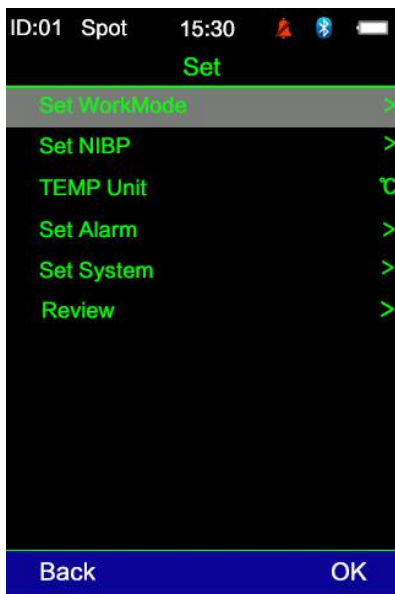 ID:01 Spot 15:30
Set
Set WorkMode >
Set NIBP >
TEMP Unit ℃
Set Alarm >
Set System >
Review >
Back OK